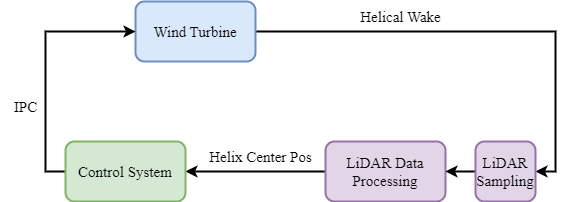 Helical Wake
Wind Turbine
IPC
Helix Center Pos
Control System
LiDAR Data
Processing
LiDAR
Sampling